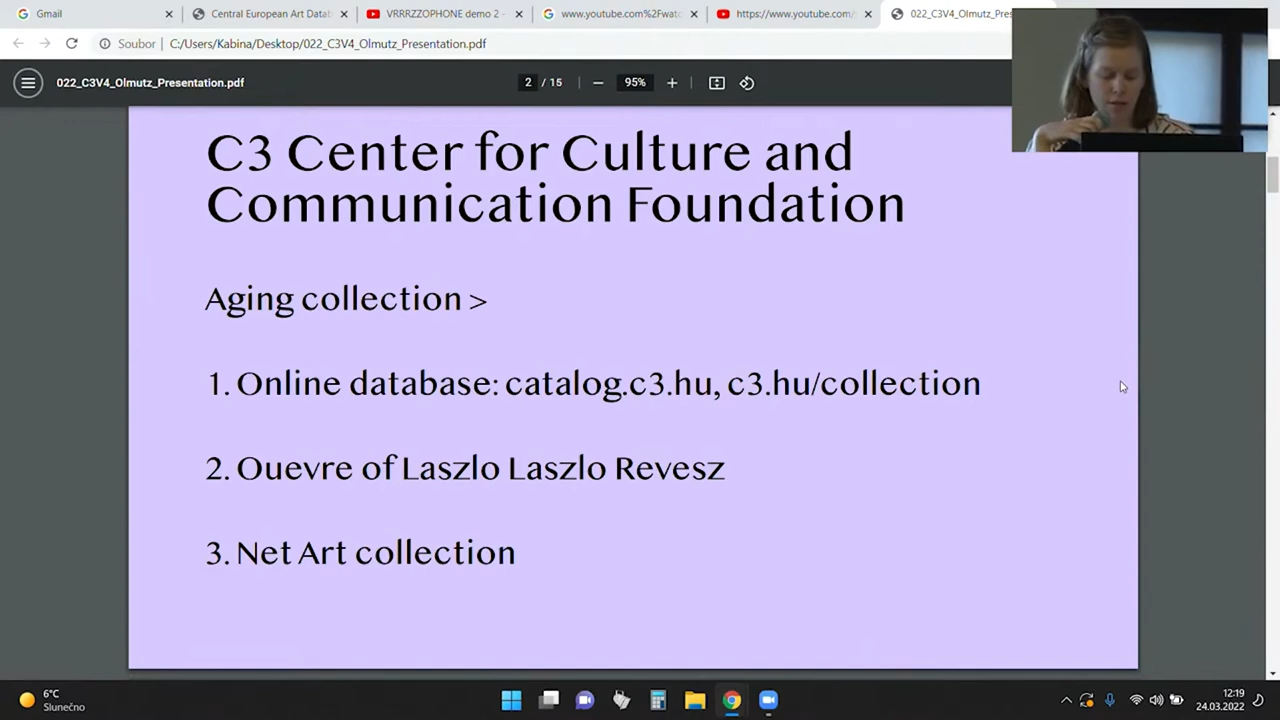 Gmail
Central European Art Datab
VRRRZZOPHONE demo 2 -
www.youtube.com%2Fwatc
https://www.youtube.com/
022_C3V4_Olmutz_Prese
Soubor
C:/Users/Kabina/Desktop/022_C3V4_Olmutz_Presentation.pdf
022_C3V4_Olmutz_Presentation.pdf
2 / 15
95%
C3 Center for Culture and
Communication Foundation
Aging collection >
1. Online database: catalog.c3.hu, c3.hu/collection
2. Ouevre of Laszlo Laszlo Revesz
3. Net Art collection
6°C
Slunečno
12:19
24.03.2022